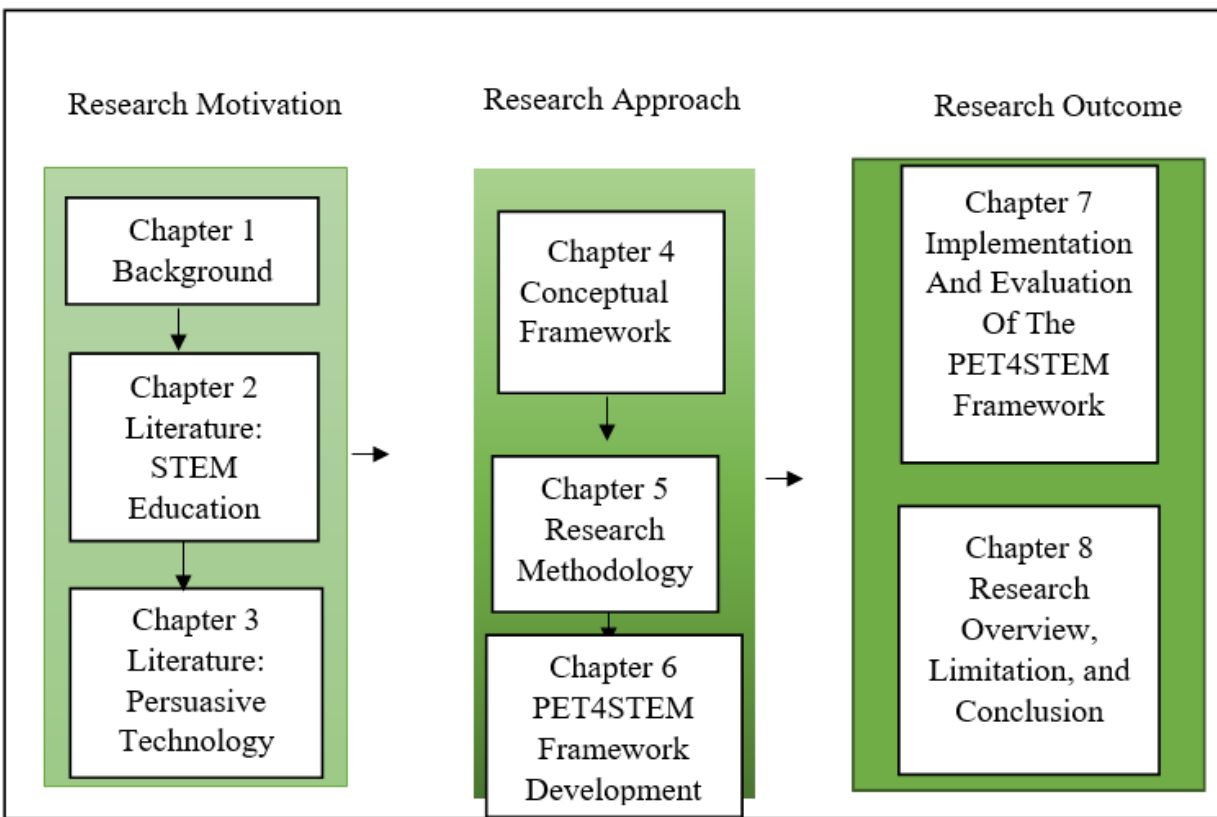 Research Motivation
Chapter 1
Background
Chapter 2
Literature:
STEM
Education
Chapter 3
Literature:
Persuasive
Technology
Research Approach
Chapter 4
Conceptual
Framework
Chapter 5
Research
Methodology
Chapter 6
PET4STEM
Framework
Development
Research Outcome
Chapter 7
Implementation
And Evaluation
Of The
PET4STEM
Framework
Chapter 8
Research
Overview,
Limitation, and
Conclusion